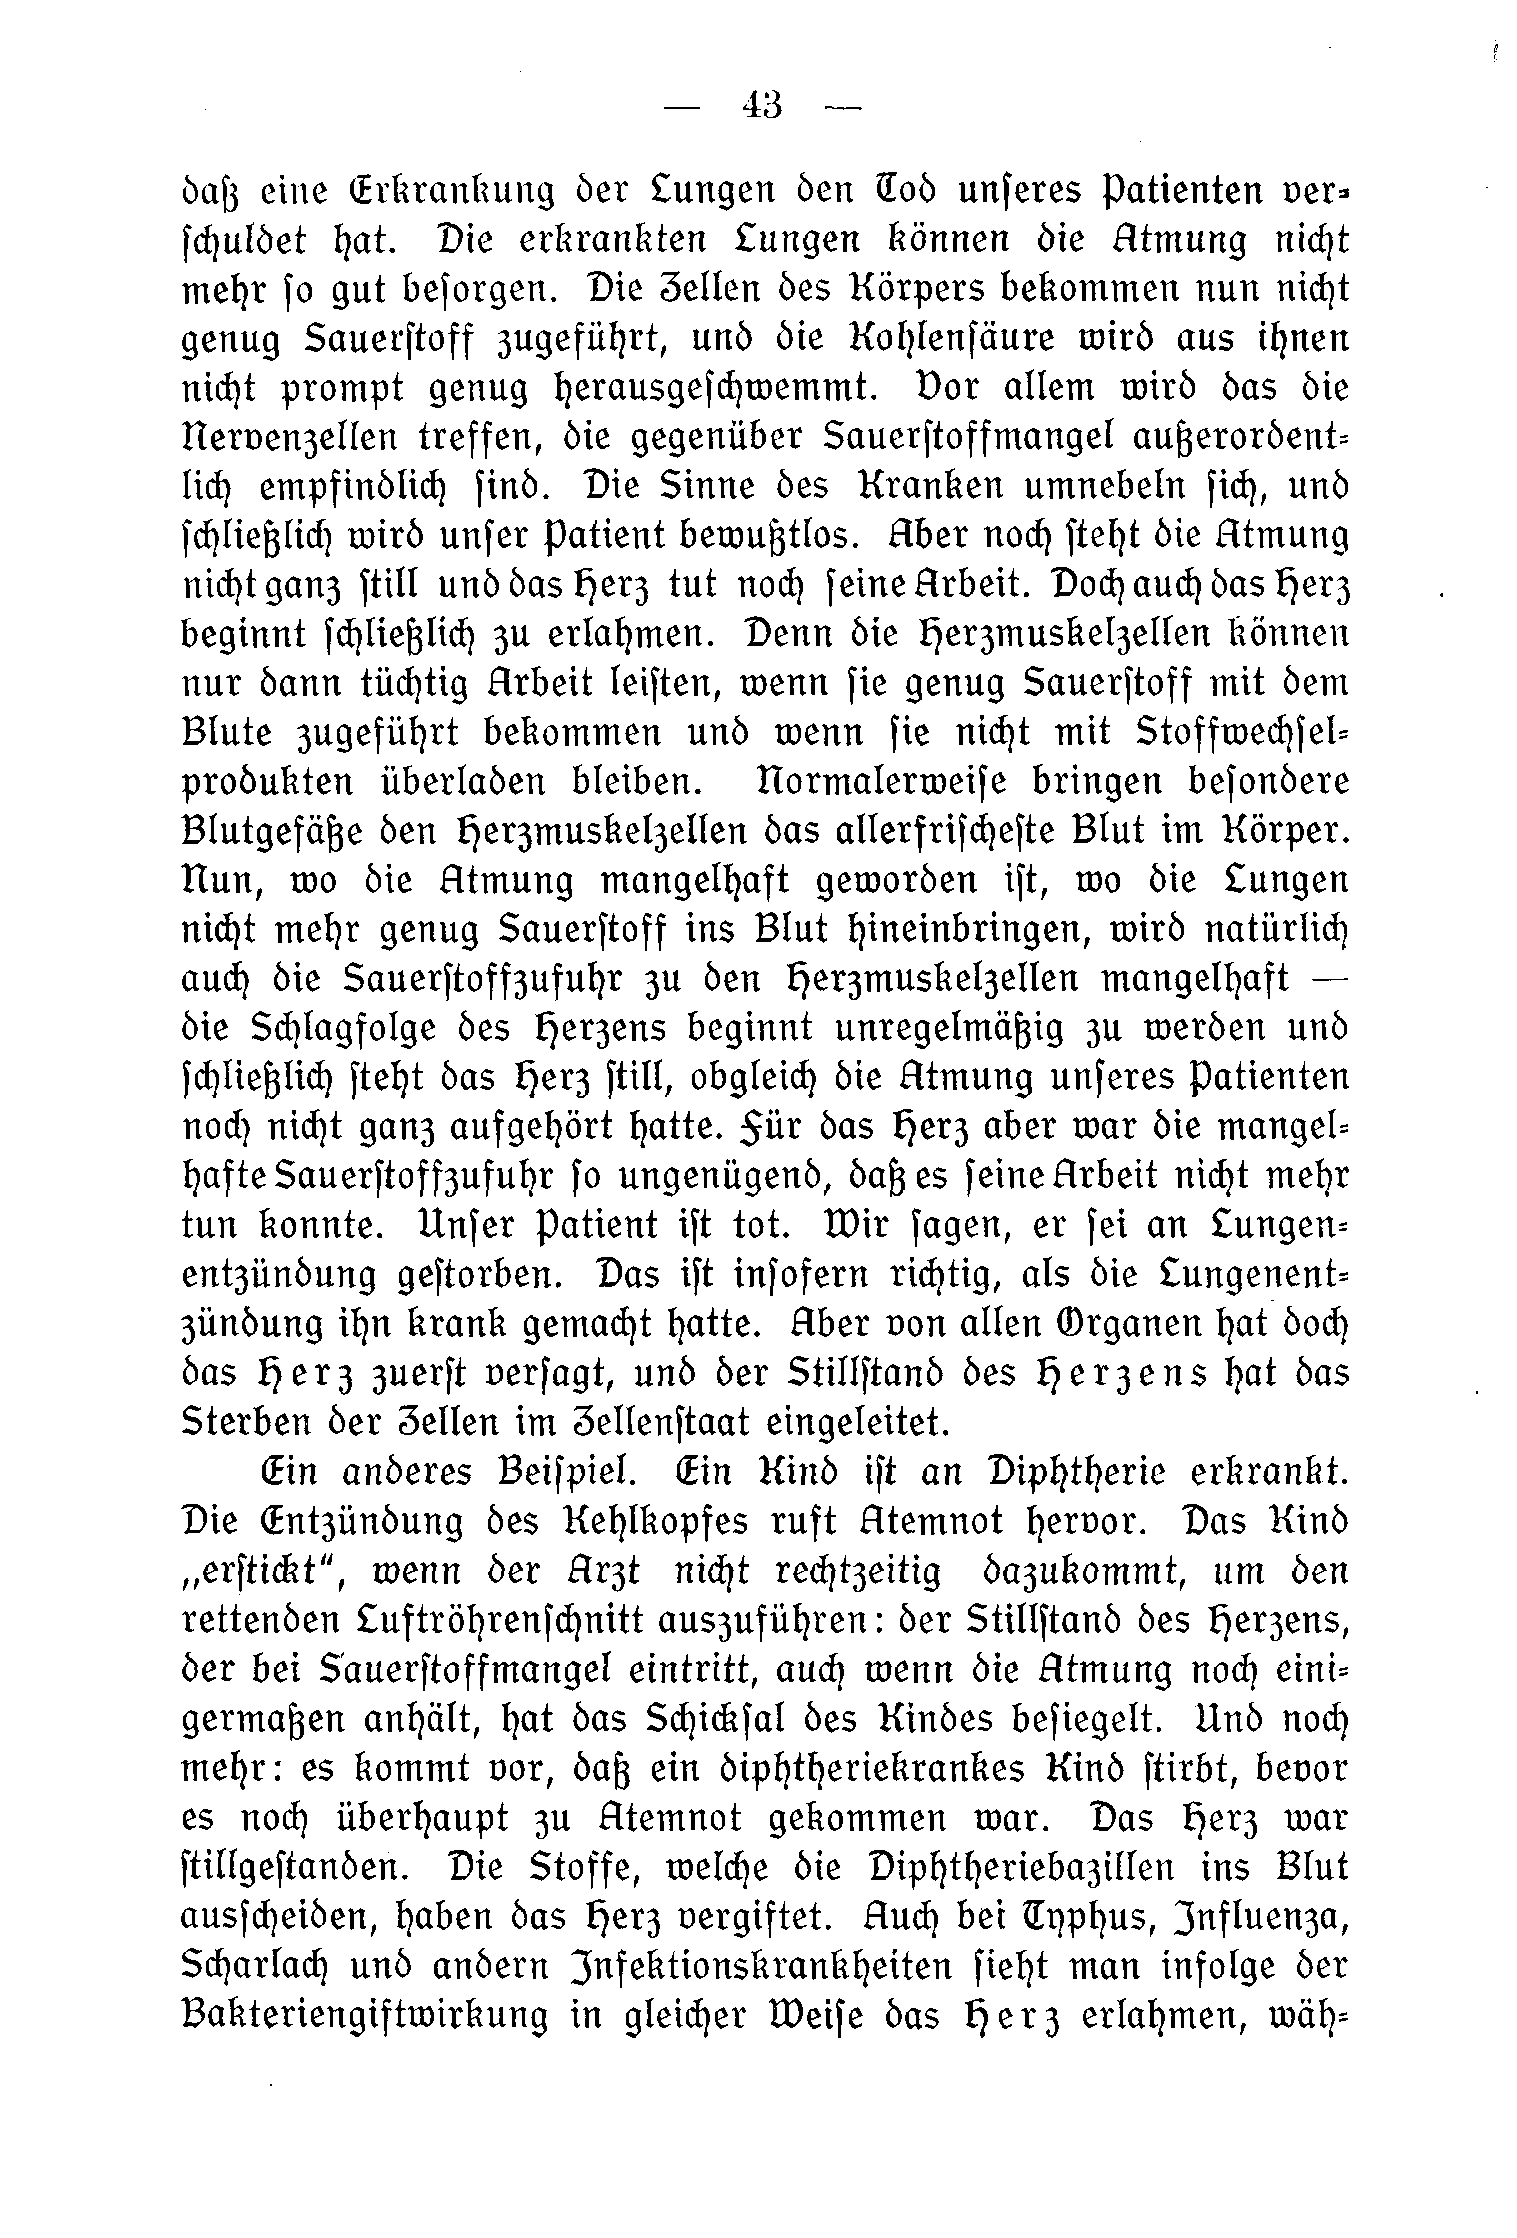 — 43 —
daß eine Erkrankung der Lungen den Tod unſeres Patienten ver-
ſchuldet hat. Die erkrankten Lungen können die Atmung nicht
mehr ſo gut beſorgen. Die Zellen des Körpers bekommen nun nicht
genug Sauerſtoff zugeführt, und die Kohlenſäure wird aus ihnen
nicht prompt genug herausgeſchwemmt. Vor allem wird das die
Nervenzellen treffen, die gegenüber Sauerſtoffmangel außerordent-
lich empfindlich ſind. Die Sinne des Kranken umnebeln ſich, und
ſchließlich wird unſer Patient bewußtlos. Aber noch ſteht die Atmung
nicht ganz ſtill und das Herz tut noch ſeine Arbeit. Doch auch das Herz
beginnt ſchließlich zu erlahmen. Denn die Herzmuskelzellen können
nur dann tüchtig Arbeit leiſten, wenn ſie genug Sauerſtoff mit dem
Blute zugeführt bekommen und wenn ſie nicht mit Stoffwechſel-
produkten überladen bleiben. Normalerweiſe bringen beſondere
Blutgefäße den Herzmuskelzellen das allerfriſcheſte Blut im Körper.
Nun, wo die Atmung mangelhaft geworden iſt, wo die Lungen
nicht mehr genug Sauerſtoff ins Blut hineinbringen, wird natürlich
auch die Sauerſtoffzufuhr zu den Herzmuskelzellen mangelhaft —
die Schlagfolge des Herzens beginnt unregelmäßig zu werden und
ſchließlich ſteht das Herz ſtill, obgleich die Atmung unſeres Patienten
noch nicht ganz aufgehört hatte. Für das Herz aber war die mangel-
hafte Sauerſtoffzufuhr ſo ungenügend, daß es ſeine Arbeit nicht mehr
tun konnte. Unſer Patient iſt tot. Wir ſagen, er ſei an Lungen-
entzündung geſtorben. Das iſt inſofern richtig, als die Lungenent-
zündung ihn krank gemacht hatte. Aber von allen Organen hat doch
das Herz zuerſt verſagt, und der Stillſtand des Herzens hat das
Sterben der Zellen im Zellenſtaat eingeleitet.
Ein anderes Beiſpiel. Ein Kind iſt an Diphtherie erkrankt.
Die Entzündung des Kehlkopfes ruft Atemnot hervor. Das Kind
„erſtickt“, wenn der Arzt nicht rechtzeitig dazukommt, um den
rettenden Luftröhrenſchnitt auszuführen: der Stillſtand des Herzens,
der bei Sauerſtoffmangel eintritt, auch wenn die Atmung noch eini-
germaßen anhält, hat das Schickſal des Kindes beſiegelt. Und noch
mehr: es kommt vor, daß ein diphtheriekrankes Kind ſtirbt, bevor
es noch überhaupt zu Atemnot gekommen war. Das Herz war
ſtillgeſtanden. Die Stoffe, welche die Diphtheriebazillen ins Blut
ausſcheiden, haben das Herz vergiftet. Auch bei Typhus, Influenza,
Scharlach und andern Infektionskrankheiten ſieht man infolge der
Bakteriengiftwirkung in gleicher Weiſe das Herz erlahmen, wäh-